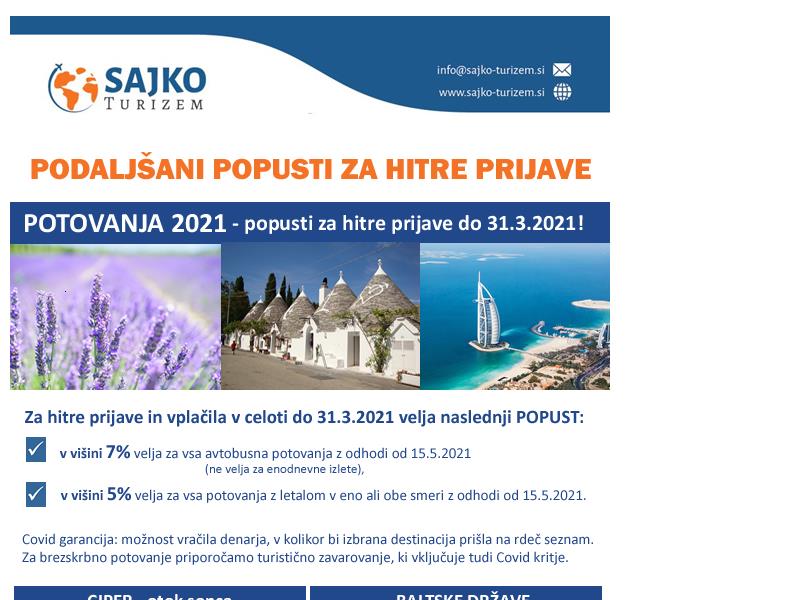 SAJKO
TURIZEM
info@sajko-turizem.si
www.sajko-turizem.si
PODALJŠANI POPUSTI ZA HITRE PRIJAVE
POTOVANJA 2021 - popusti za hitre prijave do 31.3.2021!
Za hitre prijave in vplačila v celoti do 31.3.2021 velja naslednji POPUST:
v višini 7% velja za vsa avtobusna potovanja z odhodi od 15.5.2021
(ne velja za enodnevne izlete),
v višini 5% velja za vsa potovanja z letalom v eno ali obe smeri z odhodi od 15.5.2021.
Covid garancija: možnost vračila denarja, v kolikor bi izbrana destinacija prišla na rdeč seznam.
Za brezskrbno potovanje priporočamo turistično zavarovanje, ki vključuje tudi Covid kritje.
CIPER - otok sonca
BALTSKE DRŽAVE